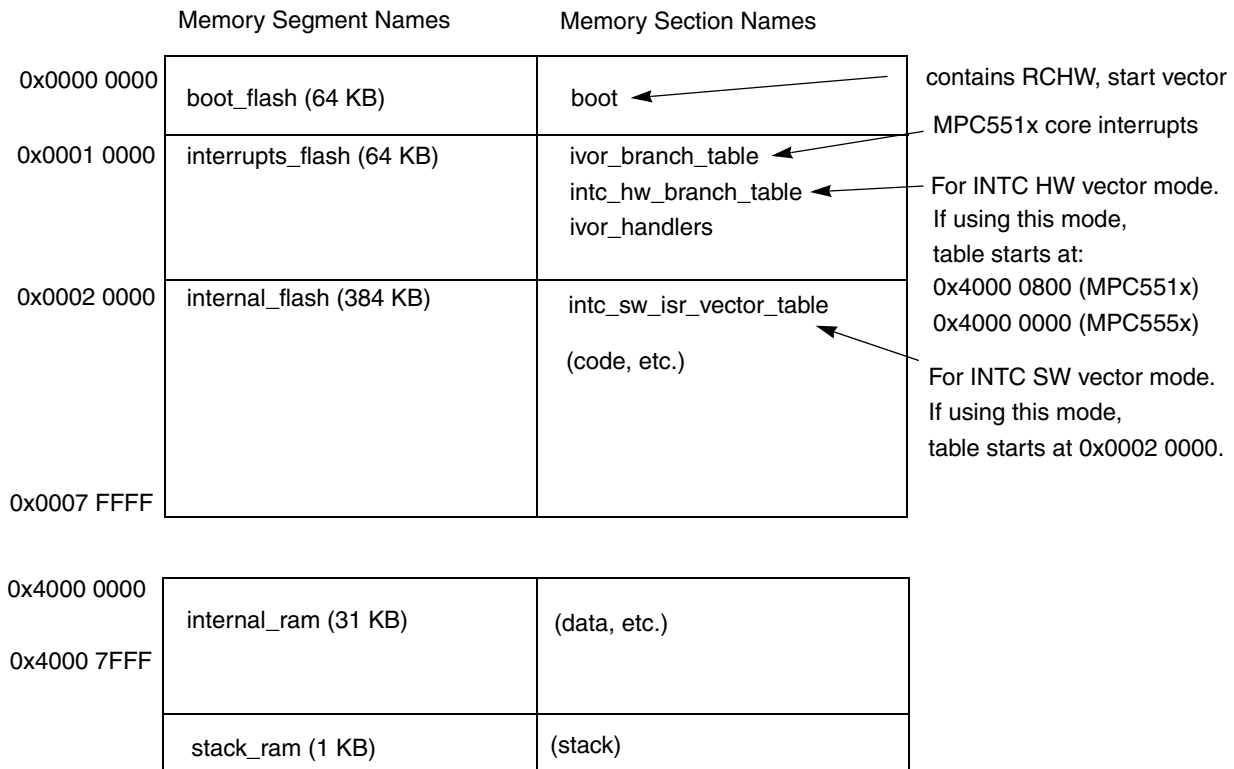 Memory Segment Names Memory Section Names
0x0000 0000 boot_flash (64 KB) boot contains RCHW, start vector
MPC551x core interrupts
0x0001 0000 interrupts_flash (64 KB) ivor_branch_table
intc_hw_branch_table For INTC HW vector mode.
ivor_handlers If using this mode,
table starts at:
0x4000 0800 (MPC551x)
0x4000 0000 (MPC555x)
0x0002 0000 internal_flash (384 KB) intc_sw_isr_vector_table
(code, etc.)
For INTC SW vector mode.
If using this mode,
table starts at 0x0002 0000.
0x0007 FFFF
0x4000 0000
internal_ram (31 KB) (data, etc.)
0x4000 7FFF
stack_ram (1 KB) (stack)